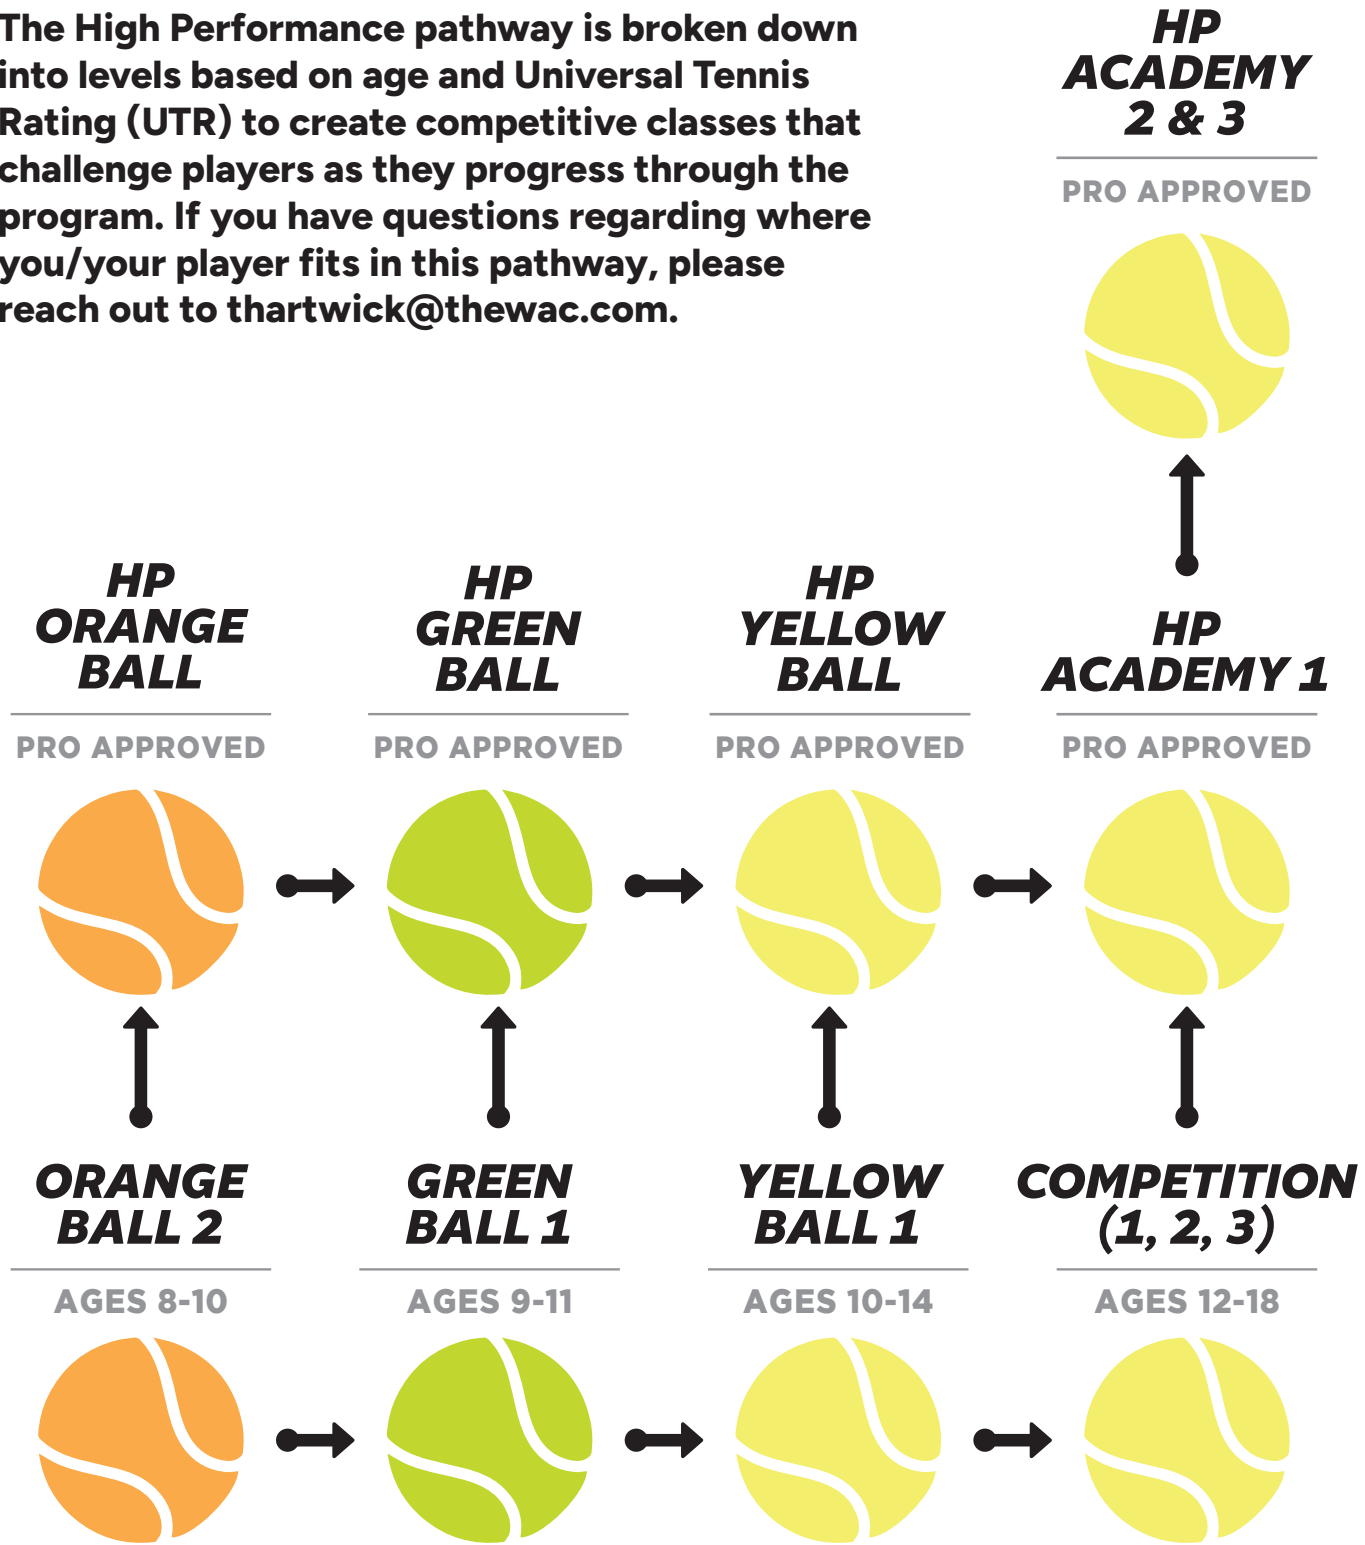 The High Performance pathway is broken down
into levels based on age and Universal Tennis
Rating (UTR) to create competitive classes that
challenge players as they progress through the
program. If you have questions regarding where
you/your player fits in this pathway, please
reach out to thartwick@thewac.com.
HP
ACADEMY
2 & 3
PRO APPROVED
HP
ORANGE
BALL
PRO APPROVED
HP
GREEN
BALL
PRO APPROVED
HP
YELLOW
BALL
PRO APPROVED
HP
ACADEMY 1
PRO APPROVED
ORANGE
BALL 2
AGES 8-10
GREEN
BALL 1
AGES 9-11
YELLOW
BALL 1
AGES 10-14
COMPETITION
(1, 2, 3)
AGES 12-18